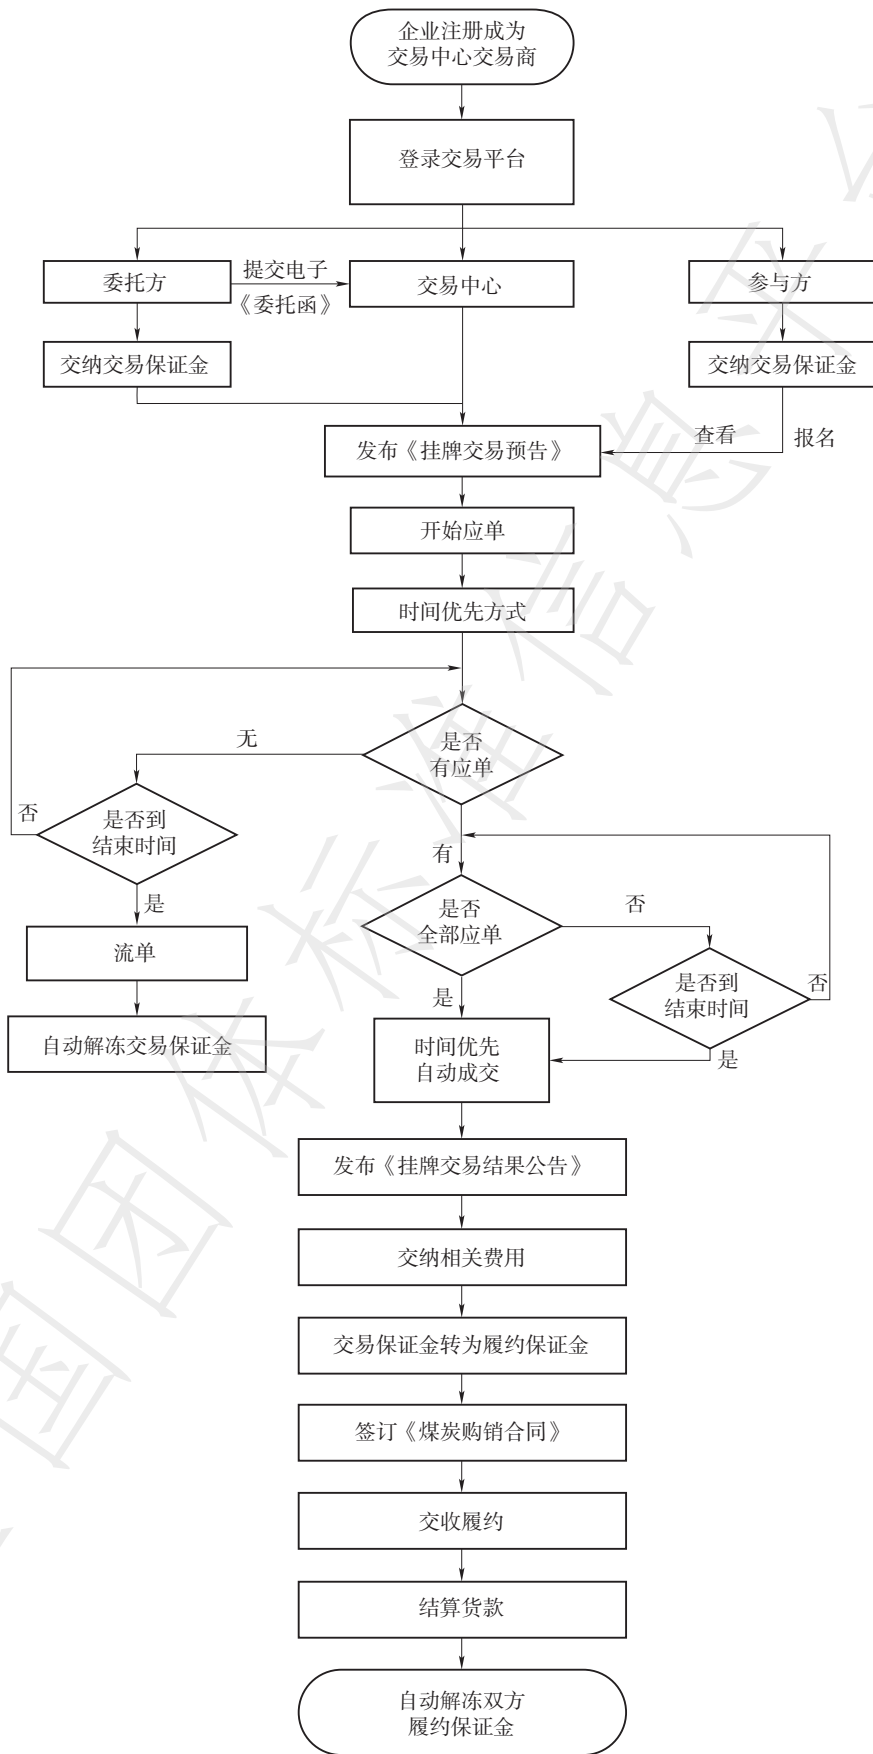 企业注册成为
交易中心交易商
登录交易平台
委托方
提交电子
《委托函》
交易中心
参与方
交纳交易保证金
交纳交易保证金
发布《挂牌交易预告》
查看
报名
开始应单
时间优先方式
是否
有应单
无
是否到
结束时间
否
是
流单
自动解冻交易保证金
有
是否
全部应单
否
是否到
结束时间
否
是
是
时间优先
自动成交
发布《挂牌交易结果公告》
交纳相关费用
交易保证金转为履约保证金
签订《煤炭购销合同》
交收履约
结算货款
自动解冻双方
履约保证金
国团体标准信息平